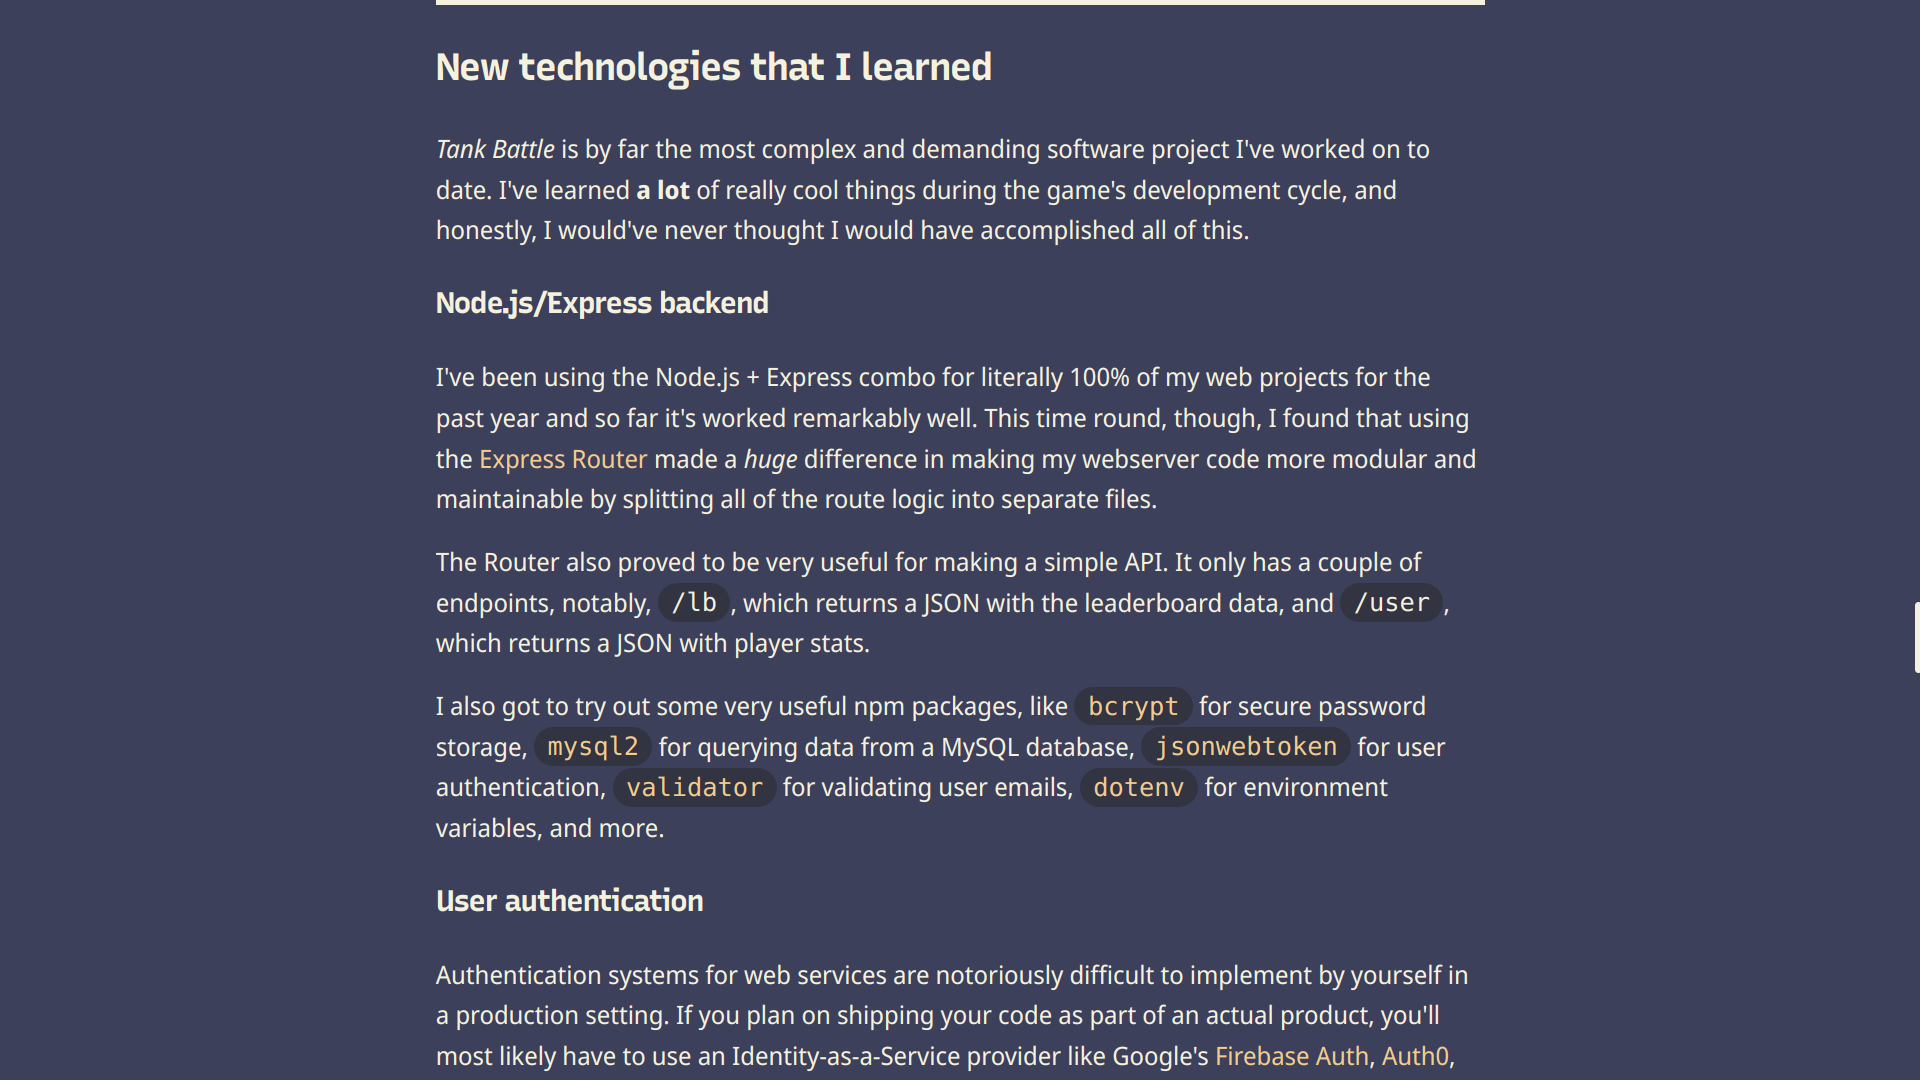 New technologies that I learned
Tank Battle is by far the most complex and demanding software project I've worked on to
date. I've learned a lot of really cool things during the game's development cycle, and
honestly, I would've never thought I would have accomplished all of this.
Node.js/Express backend
I've been using the Node.js + Express combo for literally 100% of my web projects for the
past year and so far it's worked remarkably well. This time round, though, I found that using
the Express Router made a huge difference in making my webserver code more modular and
maintainable by splitting all of the route logic into separate files.
The Router also proved to be very useful for making a simple API. It only has a couple of
endpoints, notably, /lb, which returns a JSON with the leaderboard data, and /user,
which returns a JSON with player stats.
I also got to try out some very useful npm packages, like bcrypt for secure password
storage, mysql2 for querying data from a MySQL database, jsonwebtoken for user
authentication, validator for validating user emails, dotenv for environment
variables, and more.
User authentication
Authentication systems for web services are notoriously difficult to implement by yourself in
a production setting. If you plan on shipping your code as part of an actual product, you'll
most likely have to use an Identity-as-a-Service provider like Google's Firebase Auth, Auth0,